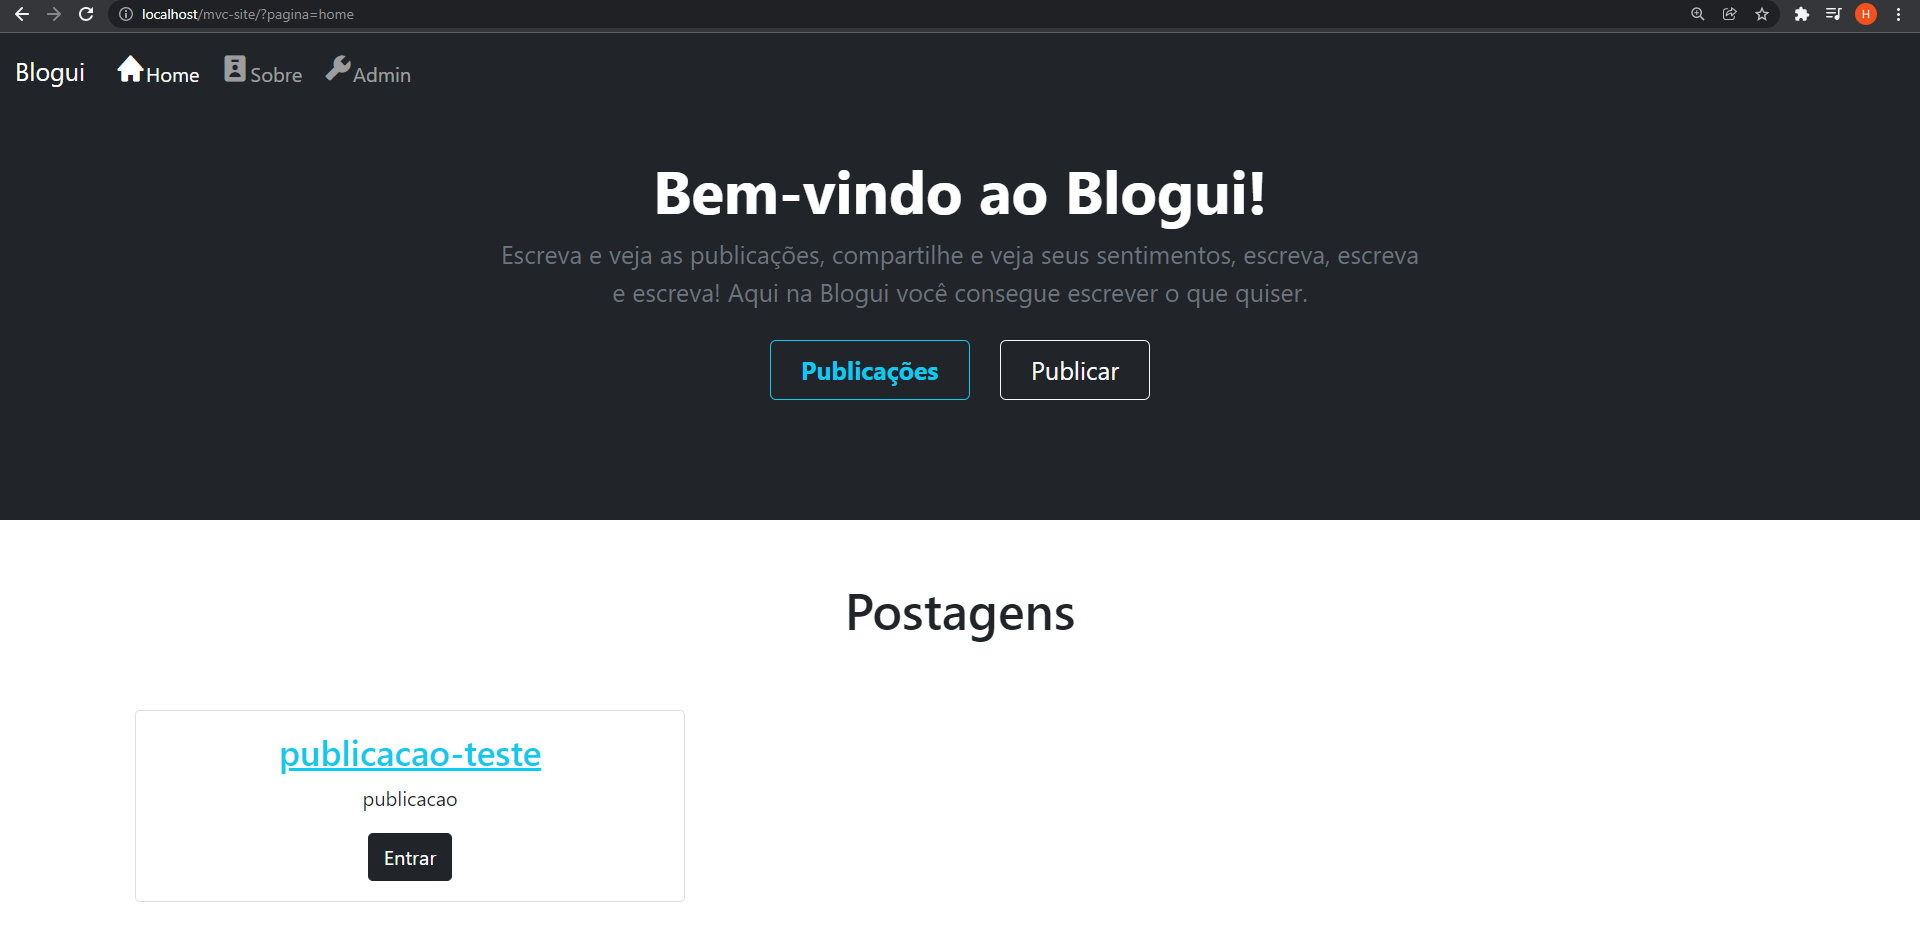 localhost/mvc-site/?pagina=home
H
Blogui Home Sobre Admin
Bem-vindo ao Blogui!
Escreva e veja as publicações, compartilhe e veja seus sentimentos, escreva, escreva
e escreva! Aqui na Blogui você consegue escrever o que quiser.
Publicações Publicar
Postagens
publicacao-teste
publicacao
Entrar